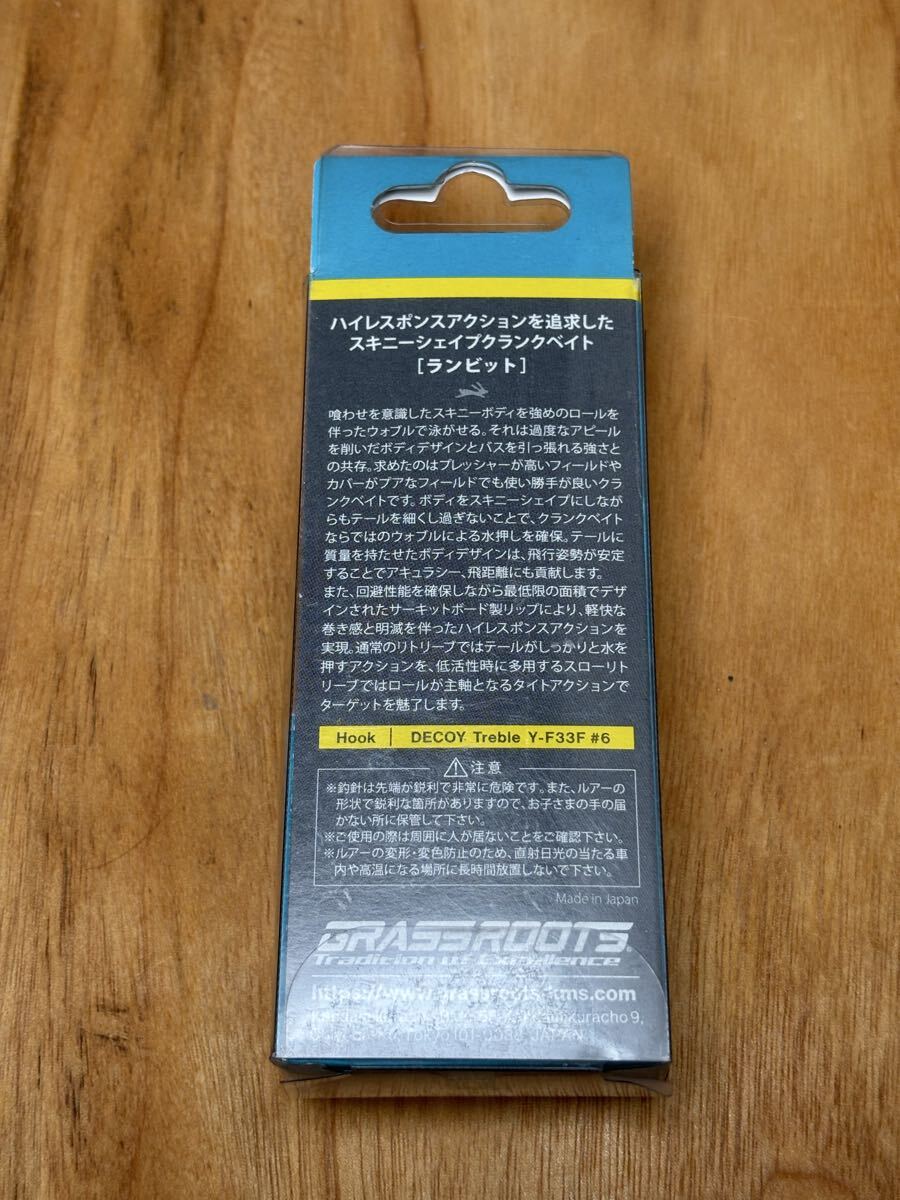 ハイレスポンスアクションを追求した
スキニーシェイプクランクベイト
[ランビット]
喰わせを意識したスキニーボディを強めのロールを
伴ったウォブルで泳がせる。それは過度なアピール
を削いだボディデザインとバスを引っ張れる強さと
の共存。求めたのはプレッシャーが高いフィールドや
カバーがプアなフィールドでも使い勝手が良いクラ
ンクベイトです。ボディをスキニーシェイプにしなが
らもテールを細くし過ぎないことで、クランクベイト
ならではのウォブルによる水押しを確保。テールに
質量を持たせたボディデザインは、飛行姿勢が安定
することでアキュラシー、飛距離にも貢献します。
また、回避性能を確保しながら最低限の面積でデザ
インされたサーキットボード製リップにより、軽快な
巻き感と明滅を伴ったハイレスポンスアクションを
実現。通常のリトリーブではテールがしっかりと水を
押すアクションを、低活性時に多用するスローリト
リーブではロールが主軸となるタイトアクションで
ターゲットを魅了します。
Hook | DECOY Treble Y-F33F #6
注意
※釣針は先端が鋭利で非常に危険です。また、ルアーの
形状で鋭利な箇所がありますので、お子さまの手の届
かない所に保管して下さい。
※ご使用の際は周囲に人が居ないことをご確認下さい。
※ルアーの変形・変色防止のため、直射日光の当たる車
内や高温になる場所に長時間放置しないで下さい。
Made in Japan
GRASSROOTS
Tradition of Excellence
https://www.grassroots-kms.com
9,
Tokyo 101-0038 JAPAN